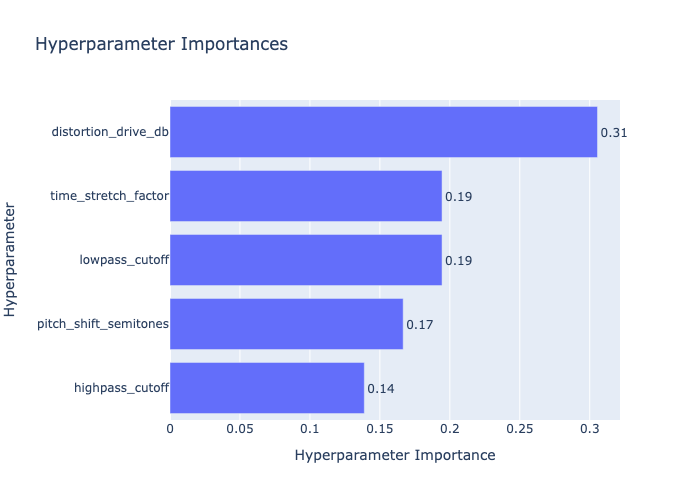 Hyperparameter Importances
Hyperparameter
distortion_drive_db 0.31
time_stretch_factor 0.19
lowpass_cutoff 0.19
pitch_shift_semitones 0.17
highpass_cutoff 0.14
0 0.05 0.1 0.15 0.2 0.25 0.3
Hyperparameter Importance